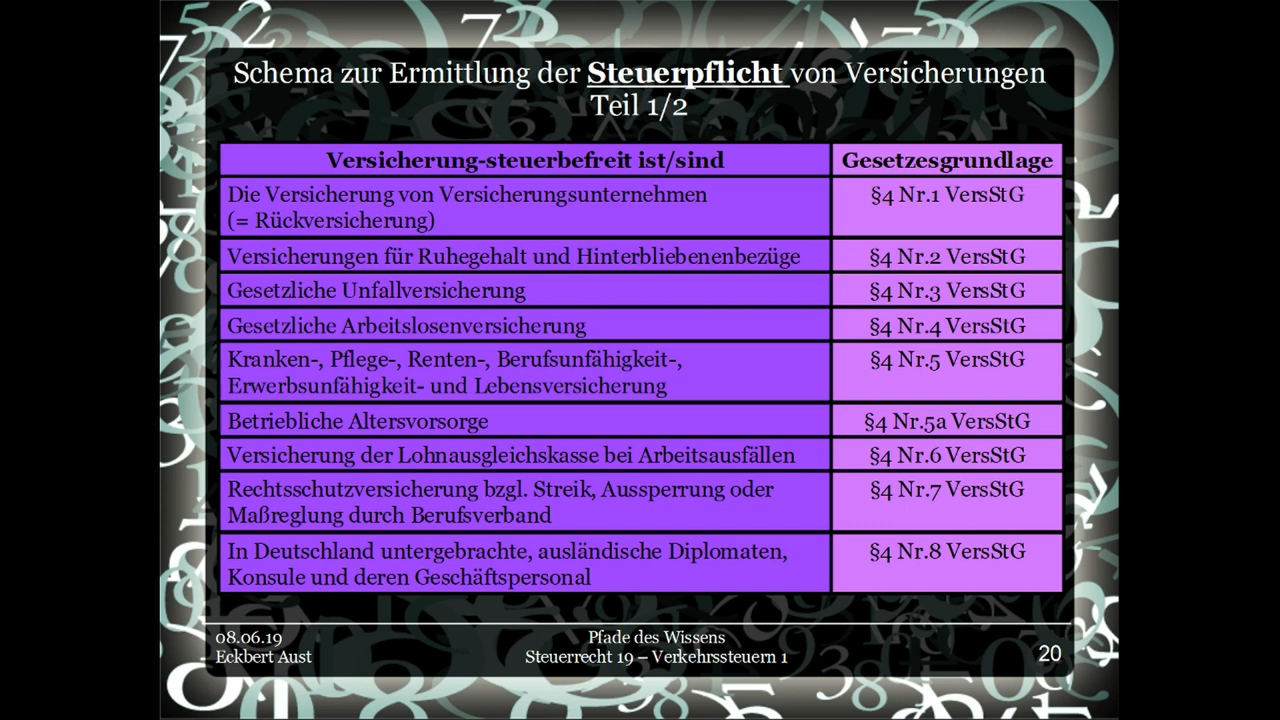 Schema zur Ermittlung der Steuerpflicht von Versicherungen
Teil 1/2
Versicherung-steuerbefreit ist/sind
Gesetzesgrundlage
Die Versicherung von Versicherungsunternehmen
(= Rückversicherung)
§4 Nr.1 VersStG
Versicherungen für Ruhegehalt und Hinterbliebenenbezüge
§4 Nr.2 VersStG
Gesetzliche Unfallversicherung
§4 Nr.3 VersStG
Gesetzliche Arbeitslosenversicherung
§4 Nr.4 VersStG
Kranken-, Pflege-, Renten-, Berufsunfähigkeit-,
Erwerbsunfähigkeit- und Lebensversicherung
§4 Nr.5 VersStG
Betriebliche Altersvorsorge
§4 Nr.5a VersStG
Versicherung der Lohnausgleichskasse bei Arbeitsausfällen
§4 Nr.6 VersStG
Rechtsschutzversicherung bzgl. Streik, Aussperrung oder
Maßreglung durch Berufsverband
§4 Nr.7 VersStG
In Deutschland untergebrachte, ausländische Diplomaten,
Konsule und deren Geschäftspersonal
§4 Nr.8 VersStG
08.06.19
Eckbert Aust
Pfade des Wissens
Steuerrecht 19 – Verkehrssteuern 1
20